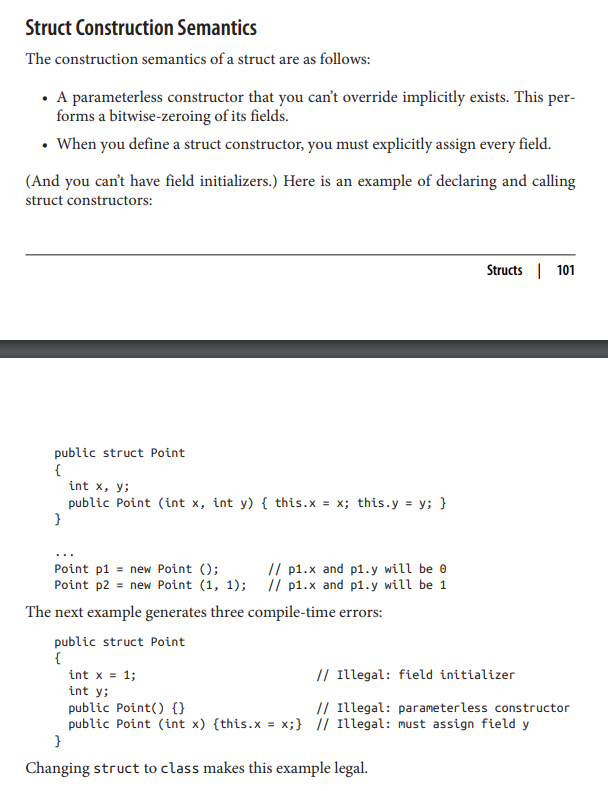 Struct Construction Semantics
The construction semantics of a struct are as follows:
• A parameterless constructor that you can't override implicitly exists. This per-
forms a bitwise-zeroing of its fields.
• When you define a struct constructor, you must explicitly assign every field.
(And you can't have field initializers.) Here is an example of declaring and calling
struct constructors:
Structs | 101
public struct Point
{
  int x, y;
  public Point (int x, int y) { this.x = x; this.y = y; }
}
...
Point p1 = new Point ();       // p1.x and p1.y will be 0
Point p2 = new Point (1, 1);   // p1.x and p1.y will be 1
The next example generates three compile-time errors:
public struct Point
{
  int x = 1;                      // Illegal: field initializer
  int y;
  public Point() {}               // Illegal: parameterless constructor
  public Point (int x) {this.x = x;}  // Illegal: must assign field y
}
Changing struct to class makes this example legal.